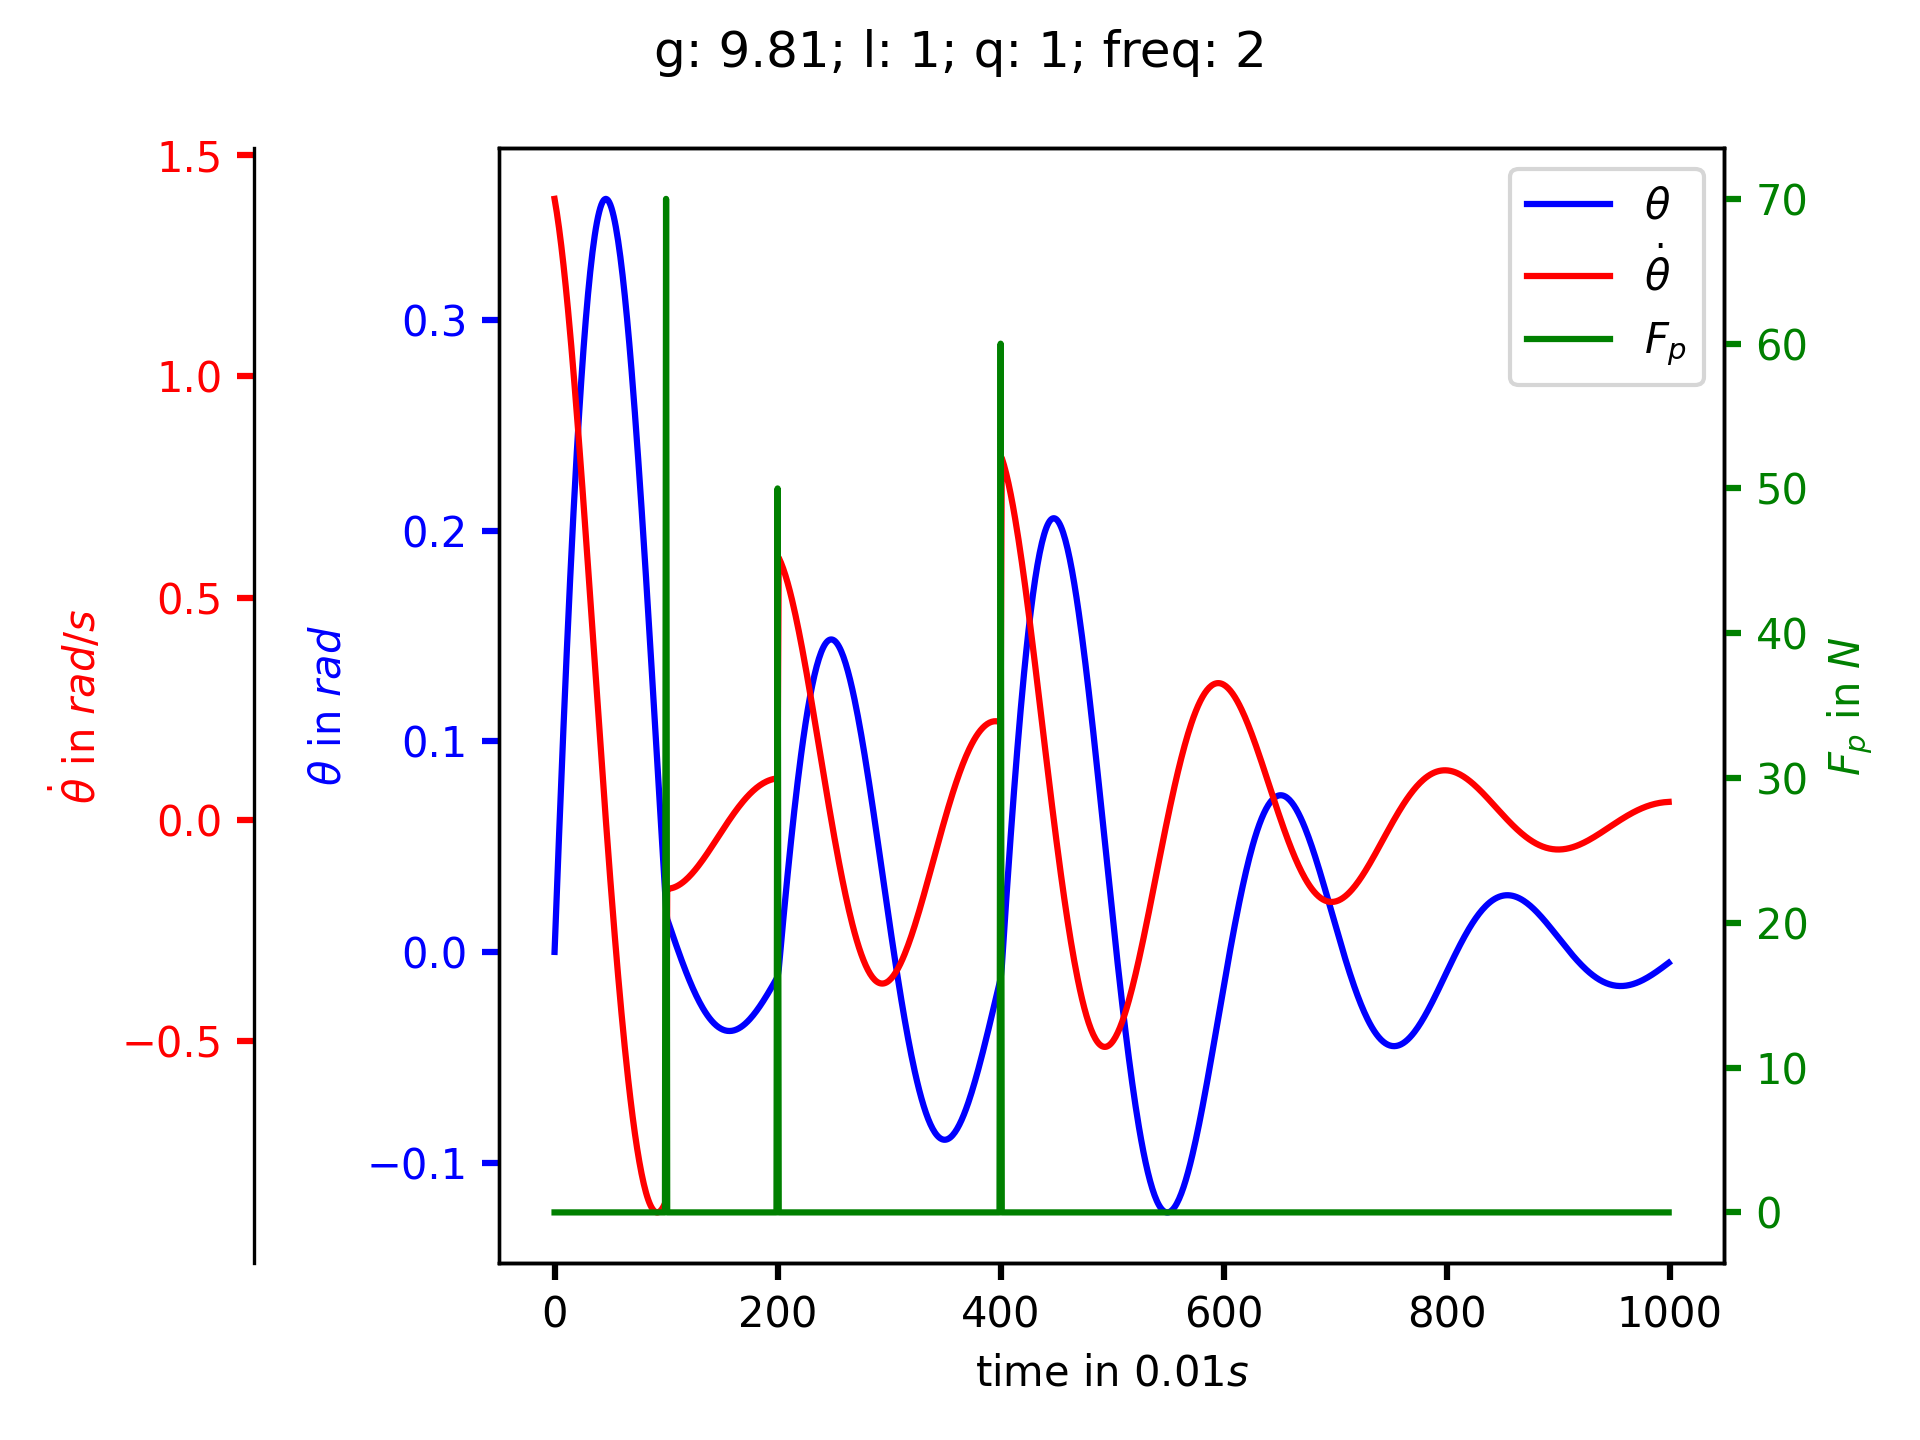 g: 9.81; l: 1; q: 1; freq: 2
θ̇ in rad/s
1.5
1.0
0.5
0.0
−0.5
θ in rad
0.3
0.2
0.1
0.0
−0.1
θ
θ̇
Fₚ
70
60
50
40
30
20
10
0
Fₚ in N
0 200 400 600 800 1000
time in 0.01s